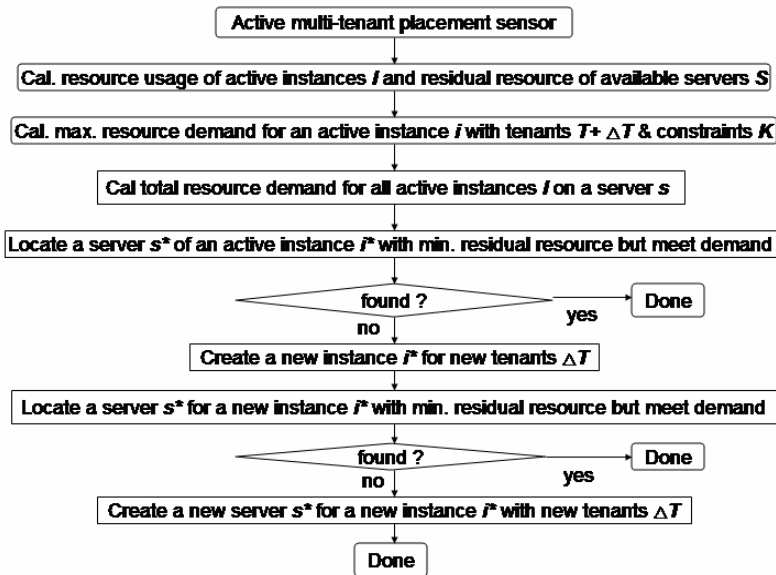 Active multi-tenant placement sensor
Cal. resource usage of active instances I and residual resource of available servers S
Cal. max. resource demand for an active instance i with tenants T+ △T & constraints K
Cal total resource demand for all active instances I on a server s
Locate a server s* of an active instance i* with min. residual resource but meet demand
found ?
Done
yes
no
Create a new instance i* for new tenants △T
Locate a server s* for a new instance i* with min. residual resource but meet demand
found ?
Done
yes
no
Create a new server s* for a new instance i* with new tenants △T
Done